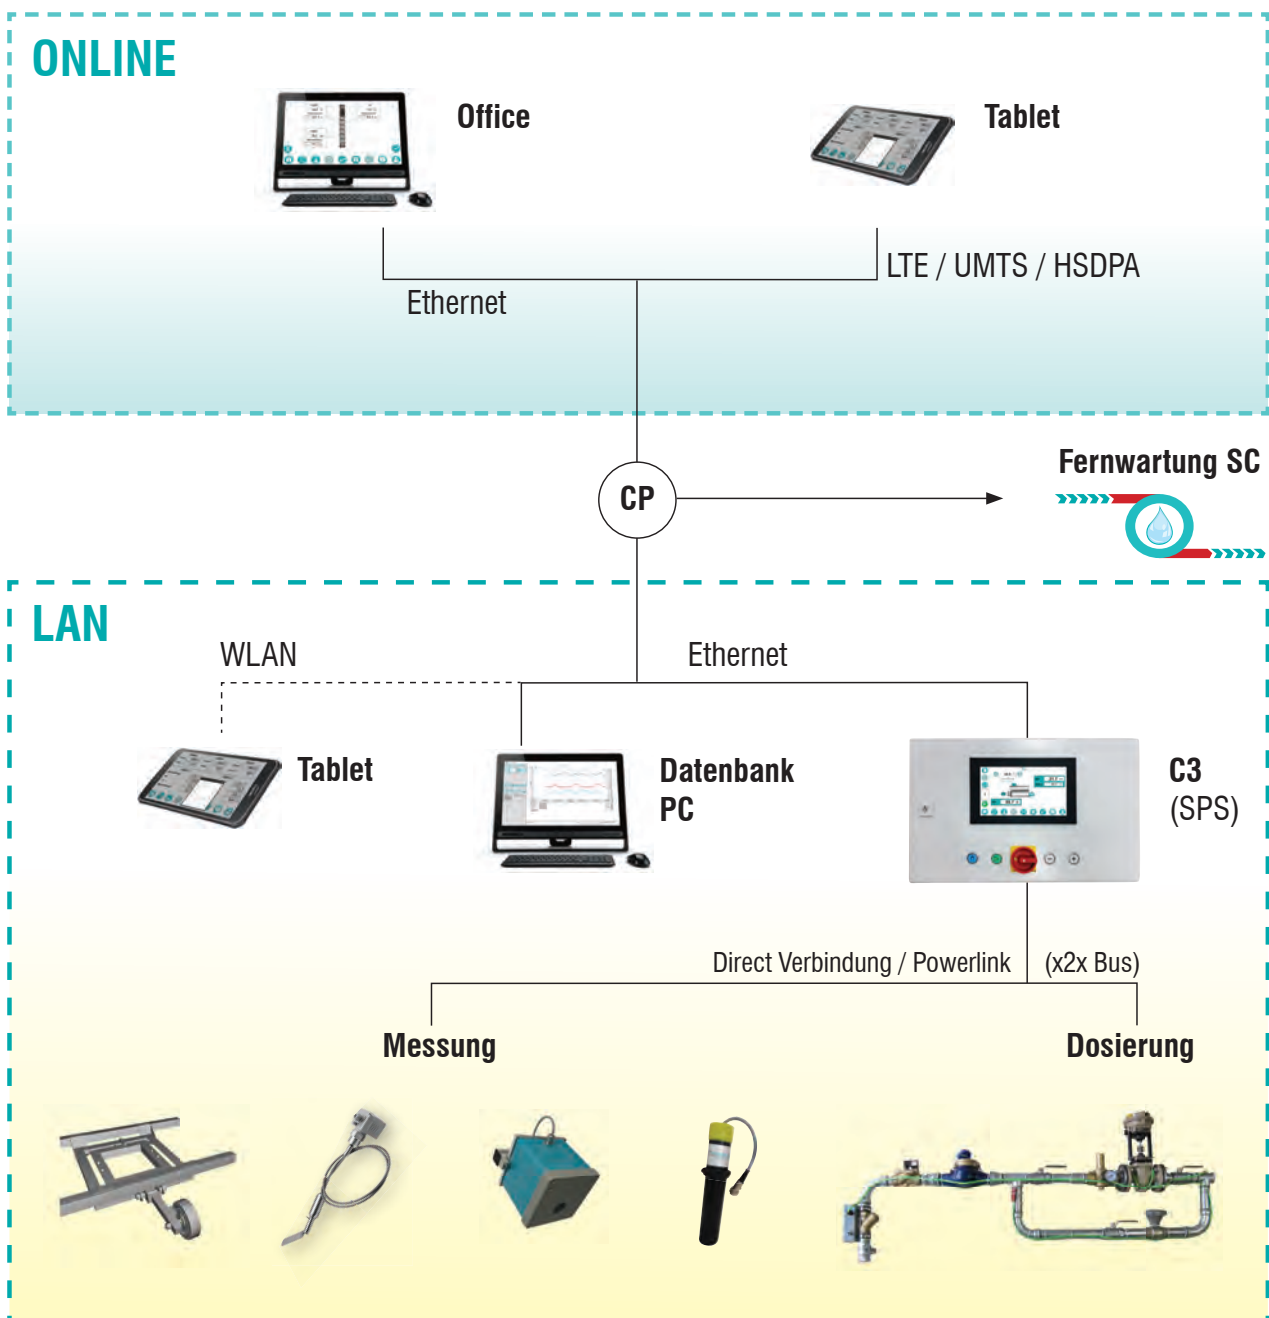 ONLINE
Office
Tablet
LTE / UMTS / HSDPA
Ethernet
CP
Fernwartung SC
LAN
WLAN
Ethernet
Tablet
Datenbank
PC
C3
(SPS)
Direct Verbindung / Powerlink
(x2x Bus)
Messung
Dosierung